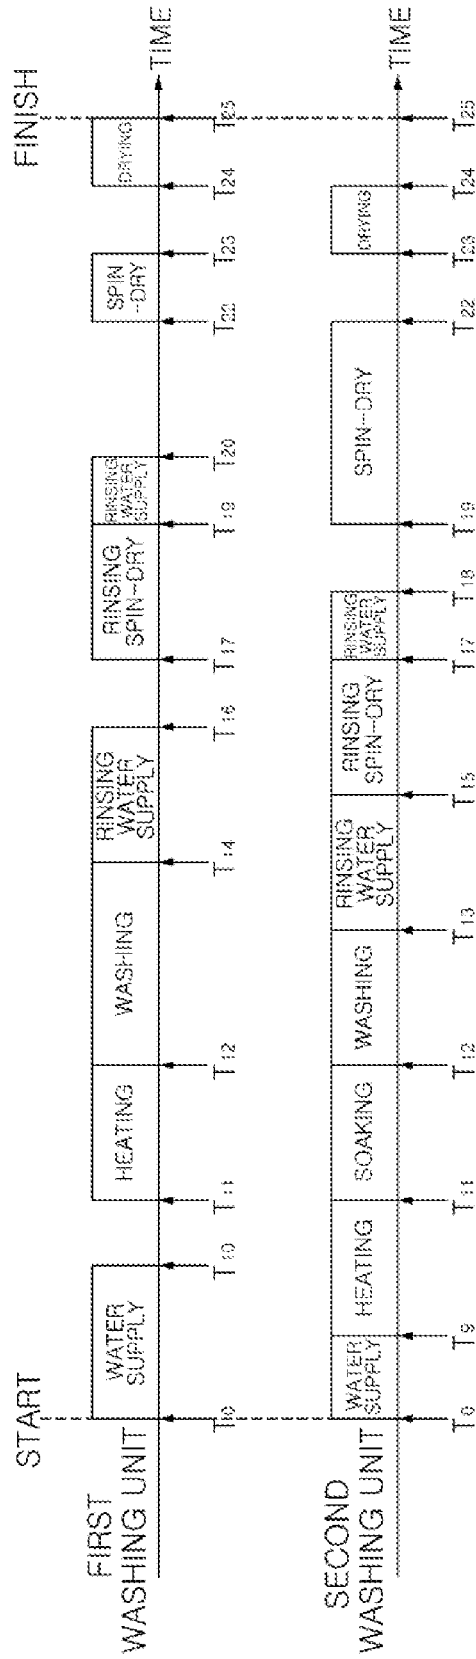 START
FINISH
FIRST
WASHING UNIT
WATER
SUPPLY
HEATING
WASHING
RINSING
WATER
SUPPLY
RINSING
SPIN-DRY
RINSING
WATER
SUPPLY
SPIN
-DRY
DRYING
TIME
T0
T10
T11
T12
T14
T16
T17
T19
T20
T22
T23
T24
T25
SECOND
WASHING UNIT
WATER
SUPPLY
HEATING
SOAKING
WASHING
RINSING
WATER
SUPPLY
RINSING
SPIN-DRY
RINSING
WATER
SUPPLY
SPIN-DRY
DRYING
TIME
T0
T9
T11
T12
T13
T15
T17
T18
T19
T22
T23
T24
T25